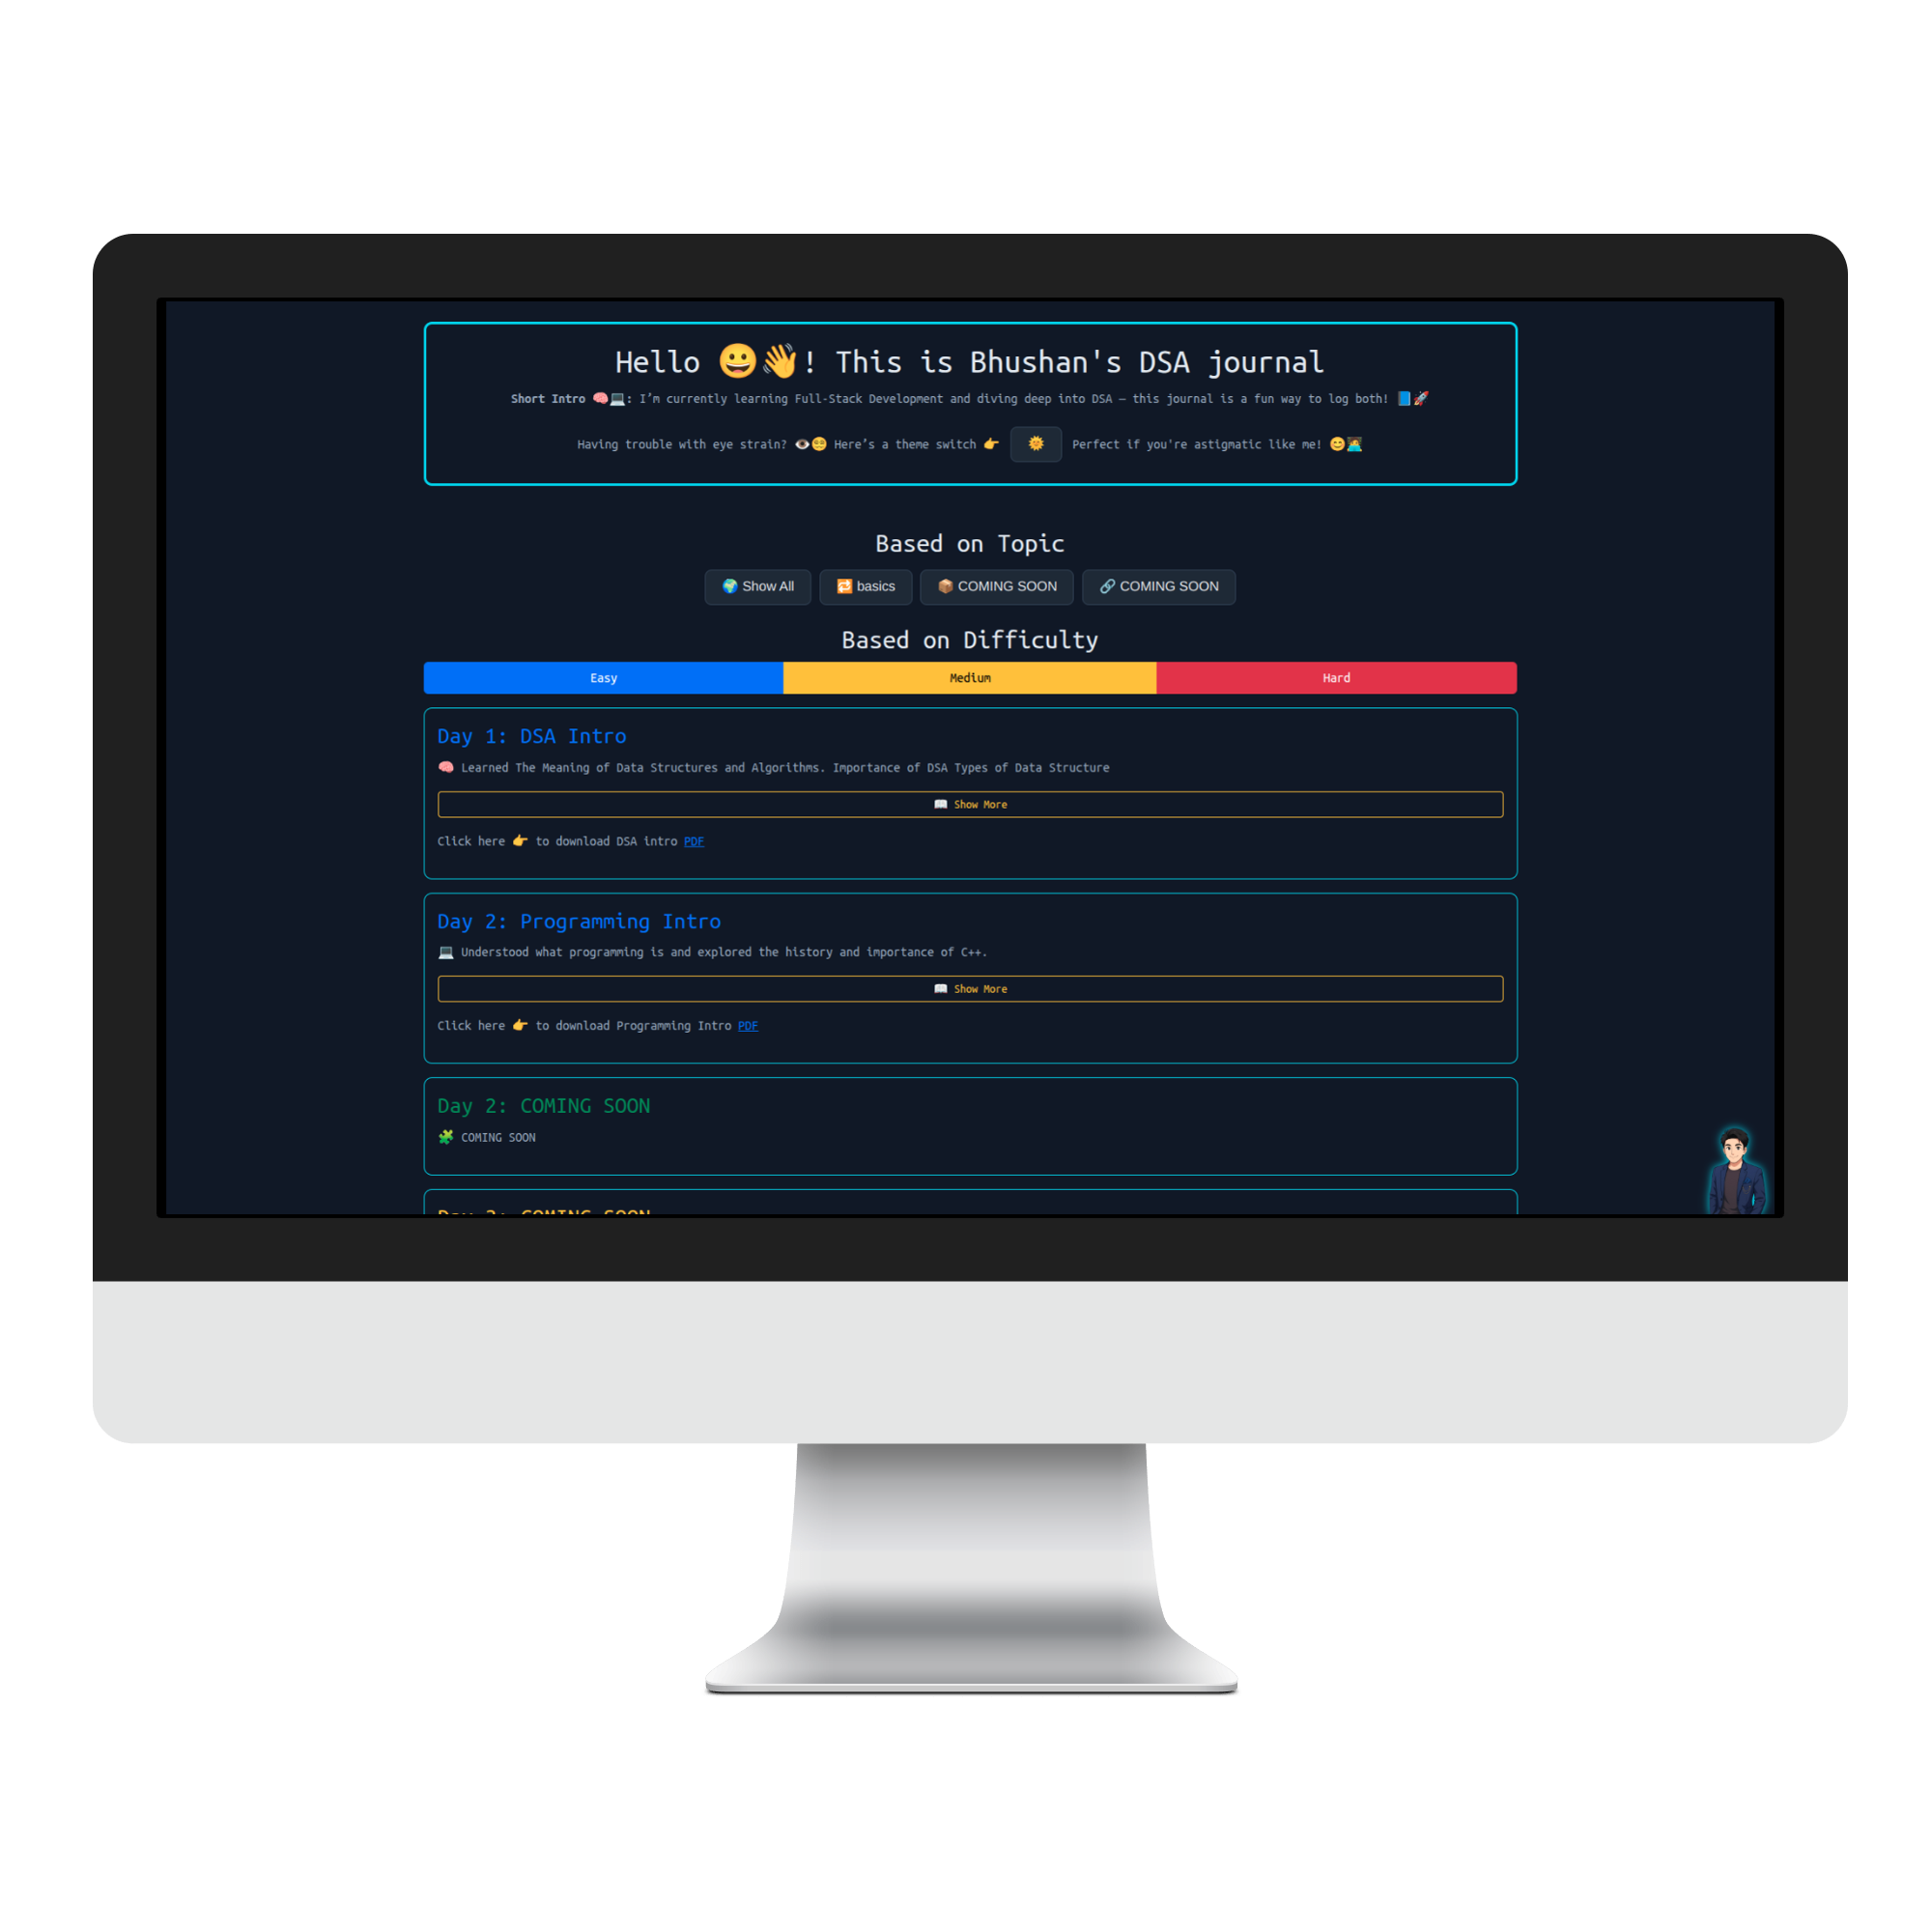 Hello 😀👋! This is Bhushan's DSA journal
Short Intro 🧠💻: I’m currently learning Full-Stack Development and diving deep into DSA — this journal is a fun way to log both! 📘🚀
Having trouble with eye strain? 👁️😵‍💫 Here’s a theme switch 👉 🌞 Perfect if you're astigmatic like me! 😊🧑‍💻
Based on Topic
🌍 Show All 🔁 basics 📦 COMING SOON 🔗 COMING SOON
Based on Difficulty
Easy Medium Hard
Day 1: DSA Intro
🧠 Learned The Meaning of Data Structures and Algorithms. Importance of DSA Types of Data Structure
📖 Show More
Click here 👉 to download DSA intro PDF
Day 2: Programming Intro
💻 Understood what programming is and explored the history and importance of C++.
📖 Show More
Click here 👉 to download Programming Intro PDF
Day 2: COMING SOON
🧩 COMING SOON
COMING SOON